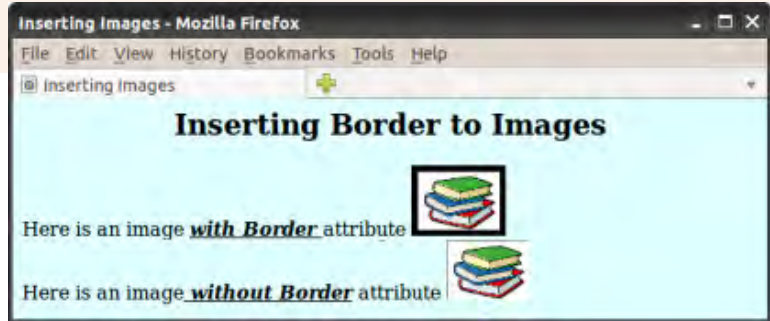 Inserting Images - Mozilla Firefox
File Edit View History Bookmarks Tools Help
Inserting Images
Inserting Border to Images
Here is an image with Border attribute
Here is an image without Border attribute